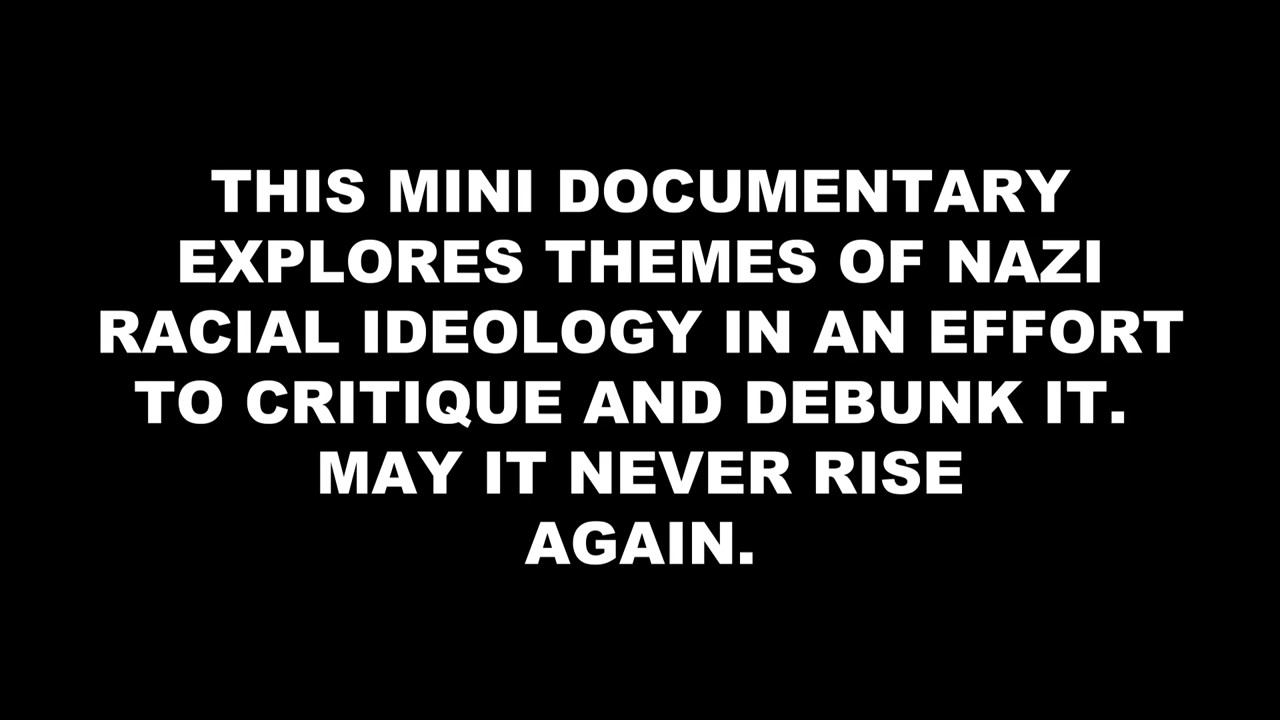 THIS MINI DOCUMENTARY
EXPLORES THEMES OF NAZI
RACIAL IDEOLOGY IN AN EFFORT
TO CRITIQUE AND DEBUNK IT.
MAY IT NEVER RISE
AGAIN.